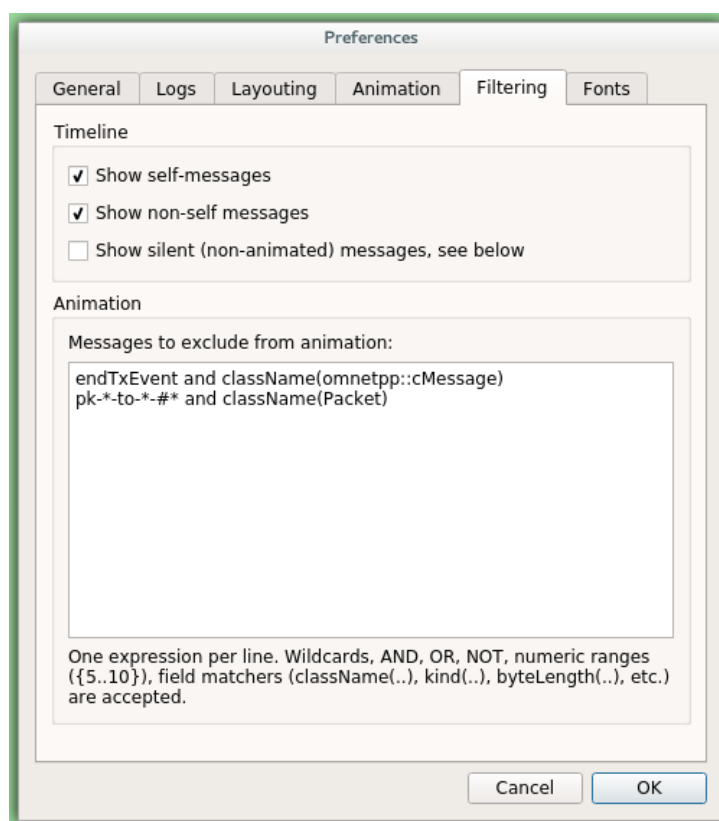 Preferences
General Logs Layouting Animation Filtering Fonts
Timeline
Show self-messages
Show non-self messages
Show silent (non-animated) messages, see below
Animation
Messages to exclude from animation:
endTxEvent and className(omnetpp::cMessage)
pk-*-to-*-#* and className(Packet)
One expression per line. Wildcards, AND, OR, NOT, numeric ranges
({5..10}), field matchers (className(..), kind(..), byteLength(..), etc.)
are accepted.
Cancel OK